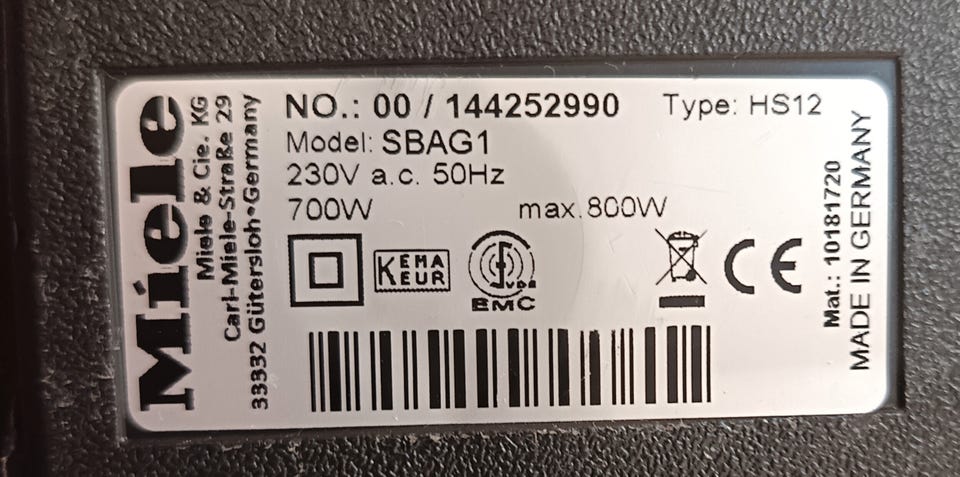 Miele
Miele & Cie. KG
Carl-Miele-Straße 29
33332 Gütersloh•Germany
NO.: 00 / 144252990 Type: HS12
Model: SBAG1
230V a.c. 50Hz
700W max.800W
KEMA
KEUR
VDE
EMC
CE
Mat.: 10181720
MADE IN GERMANY